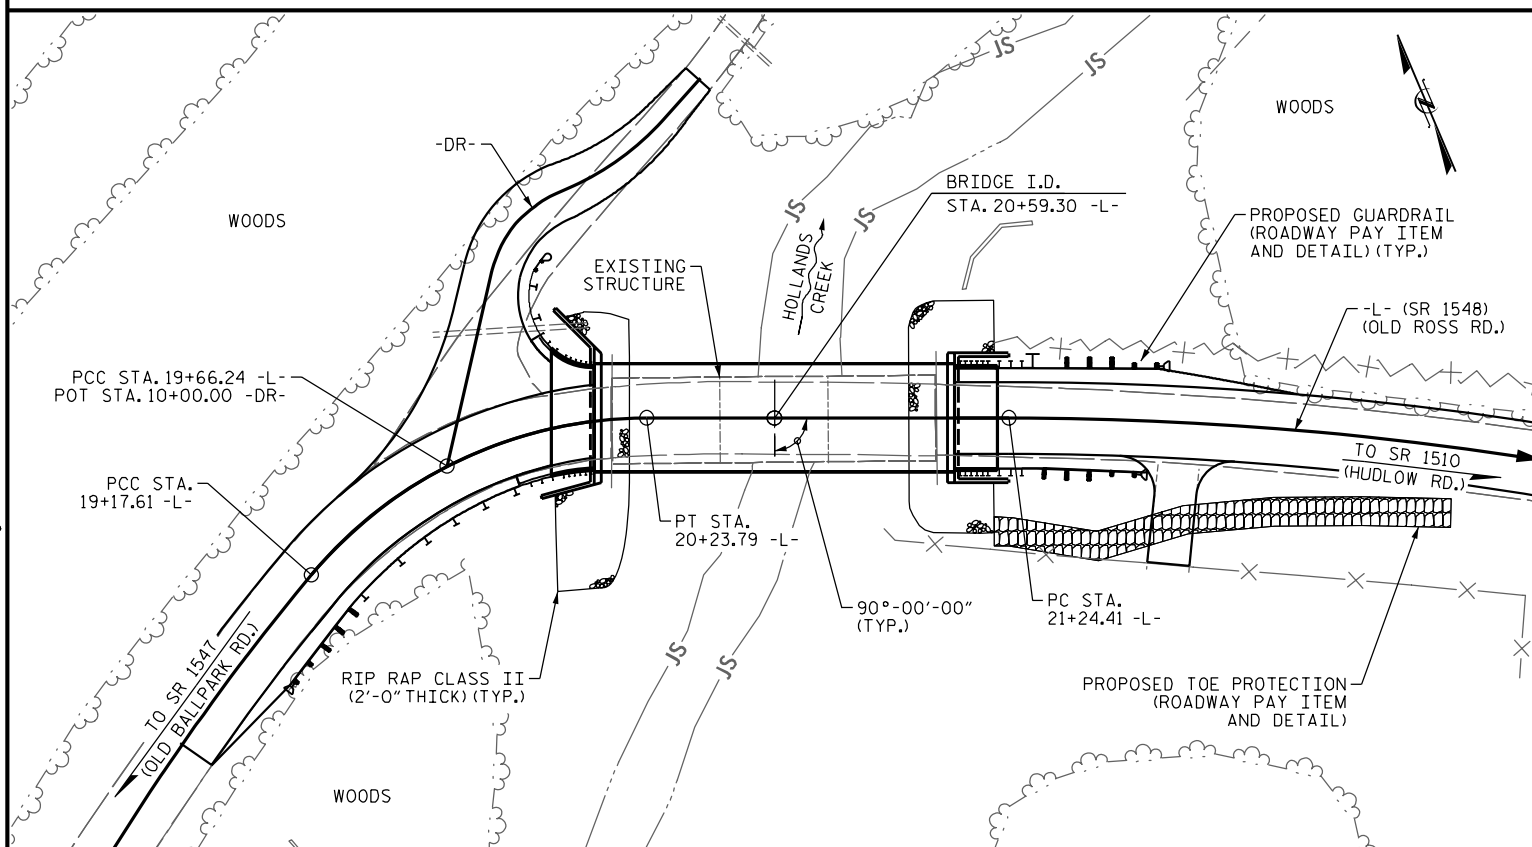 JS
JS
WOODS
N
-DR-
BRIDGE I.D.
STA. 20+59.30 -L-
WOODS
JS
JS
PROPOSED GUARDRAIL
(ROADWAY PAY ITEM
AND DETAIL) (TYP.)
EXISTING
STRUCTURE
HOLLANDS
CREEK
-L- (SR 1548)
(OLD ROSS RD.)
PCC STA. 19+66.24 -L-
POT STA. 10+00.00 -DR-
TO SR 1510
(HUDLOW RD.)
PCC STA.
19+17.61 -L-
PT STA.
20+23.79 -L-
90°-00'-00"
(TYP.)
PC STA.
21+24.41 -L-
TO SR 1547
(OLD BALLPARK RD.)
RIP RAP CLASS II
(2'-0" THICK) (TYP.)
JS
JS
PROPOSED TOE PROTECTION
(ROADWAY PAY ITEM
AND DETAIL)
WOODS